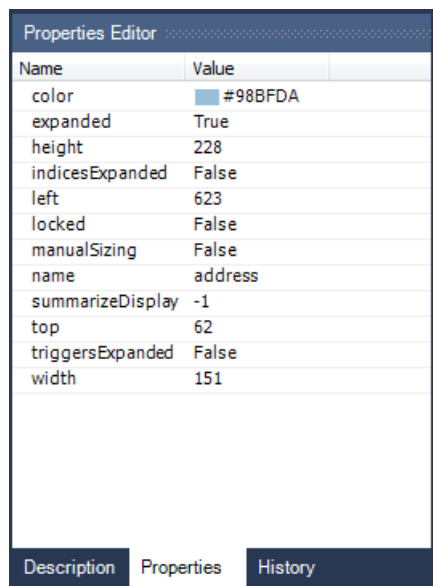 Properties Editor
Name Value
color #98BFDA
expanded True
height 228
indicesExpanded False
left 623
locked False
manualSizing False
name address
summarizeDisplay -1
top 62
triggersExpanded False
width 151
Description Properties History